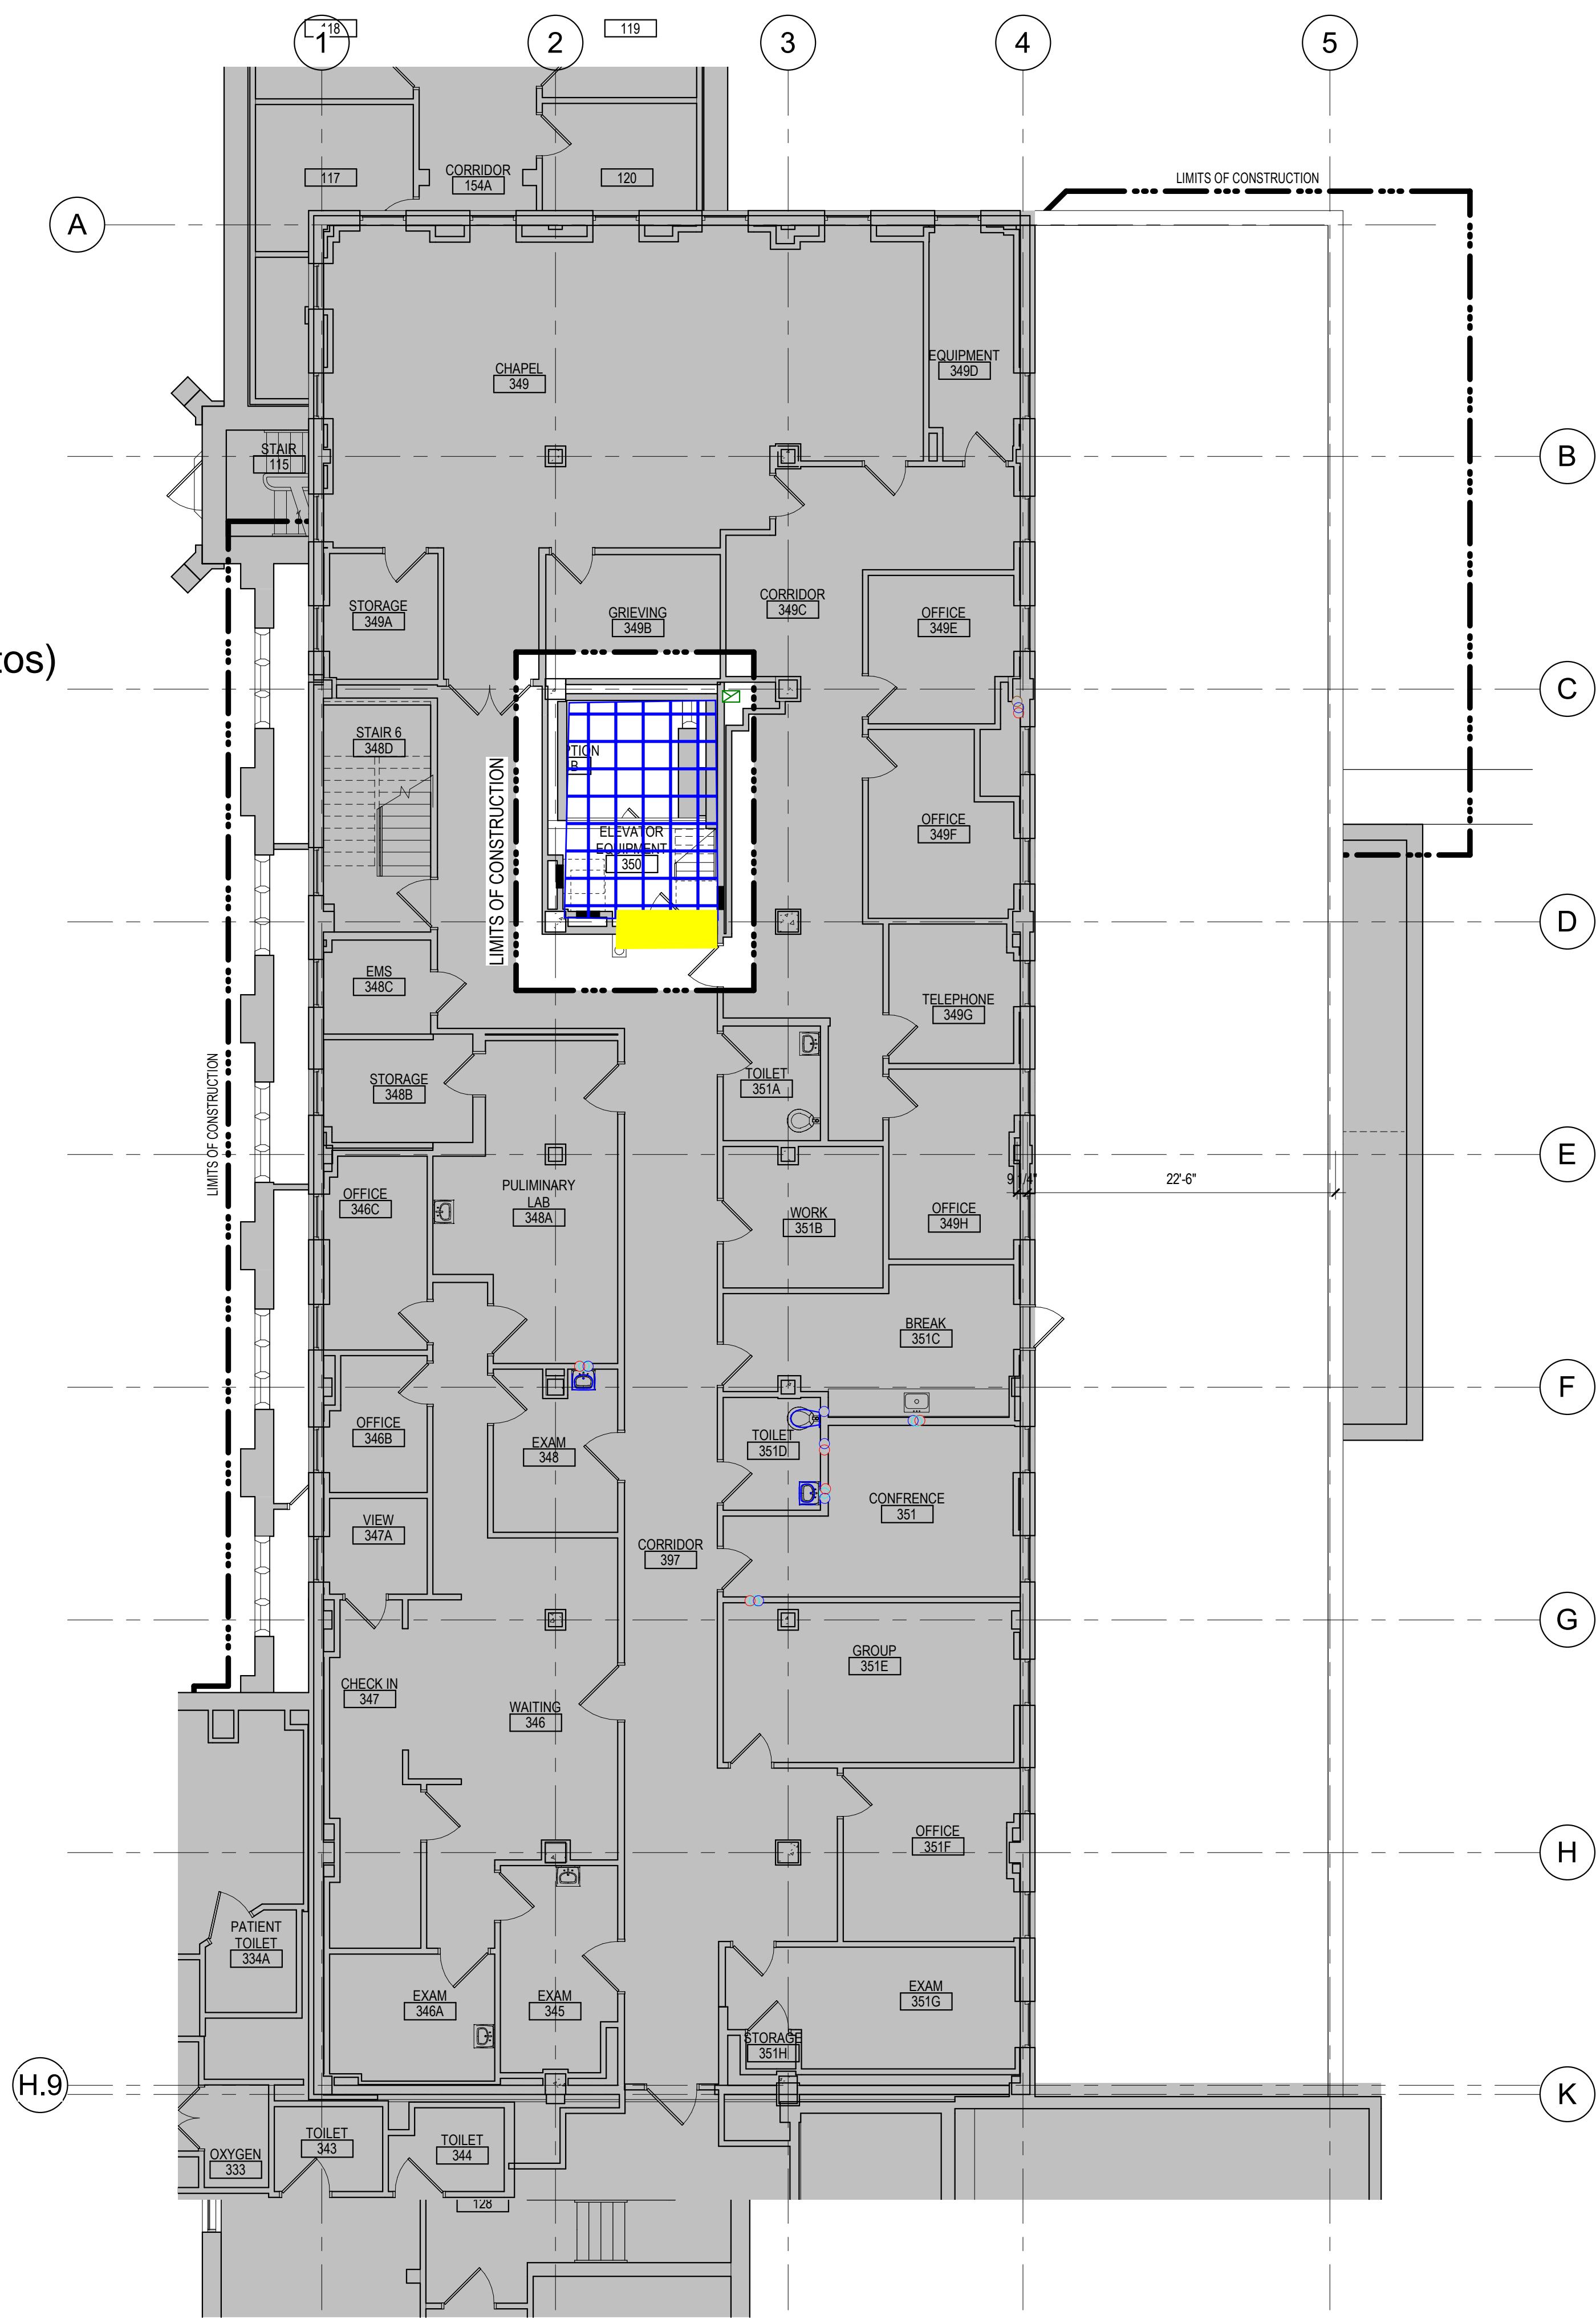 118
119
1
2
3
4
5
117
CORRIDOR
154A
120
LIMITS OF CONSTRUCTION
A
CHAPEL
349
EQUIPMENT
349D
STAIR
115
B
STORAGE
349A
GRIEVING
349B
CORRIDOR
349C
OFFICE
349E
tos)
C
STAIR 6
348D
PTION
B
LIMITS OF CONSTRUCTION
ELEVATOR
EQUIPMENT
350
OFFICE
349F
D
EMS
348C
TELEPHONE
349G
LIMITS OF CONSTRUCTION
STORAGE
348B
TOILET
351A
E
OFFICE
346C
PULIMINARY
LAB
348A
WORK
351B
OFFICE
349H
9 1/4"
22'-6"
BREAK
351C
F
OFFICE
346B
EXAM
348
TOILET
351D
CONFRENCE
351
VIEW
347A
CORRIDOR
397
G
GROUP
351E
CHECK IN
347
WAITING
346
OFFICE
351F
H
PATIENT
TOILET
334A
EXAM
346A
EXAM
345
EXAM
351G
STORAGE
351H
H.9
K
OXYGEN
333
TOILET
343
TOILET
344
128